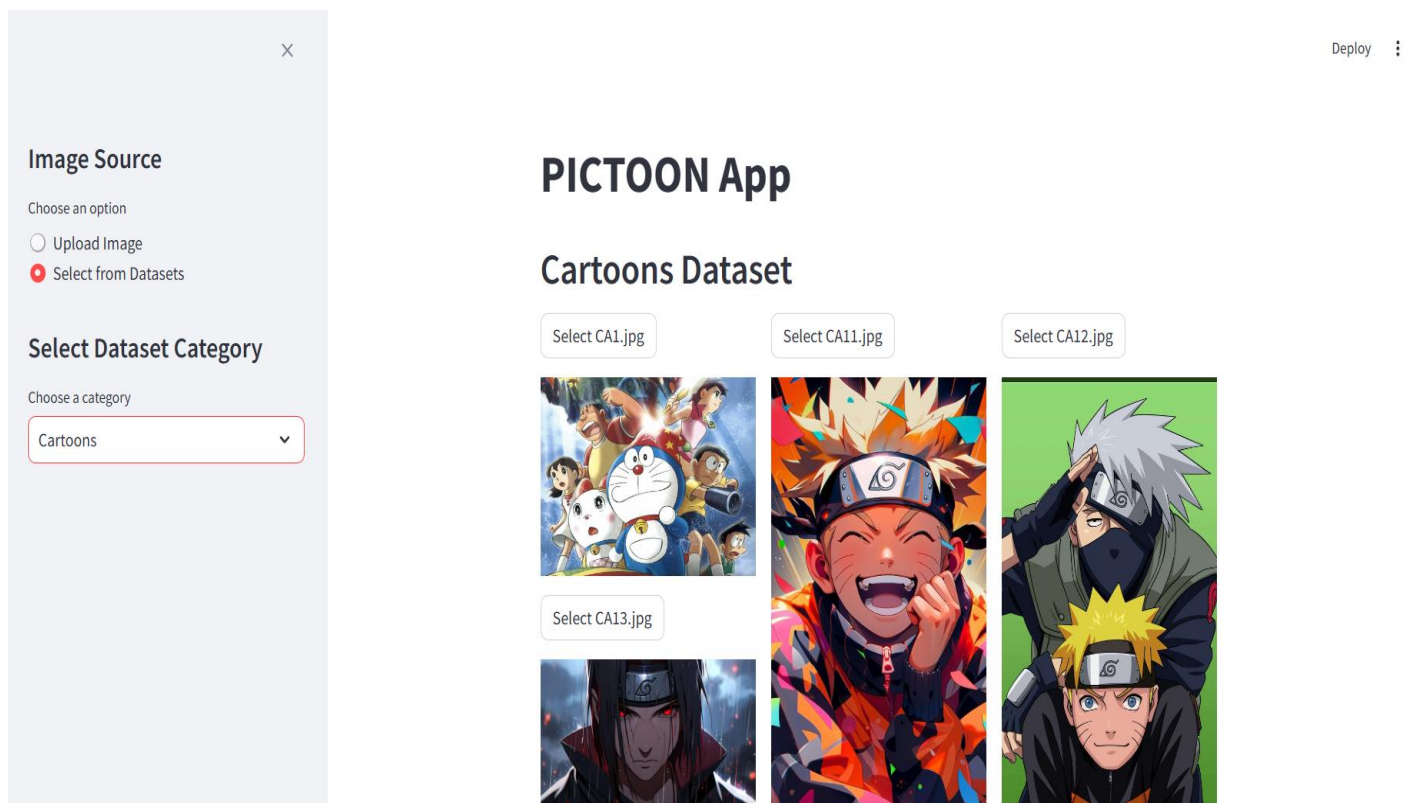 Deploy
Image Source
Choose an option
Upload Image
Select from Datasets
Select Dataset Category
Choose a category
Cartoons
PICTOON App
Cartoons Dataset
Select CA1.jpg
Select CA11.jpg
Select CA12.jpg
Select CA13.jpg